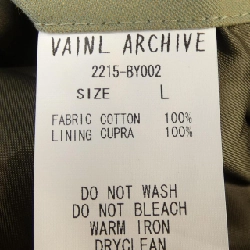 VAINL ARCHIVE
2215-BY002
SIZE L
FABRIC COTTON 100%
LINING CUPRA 100%
DO NOT WASH
DO NOT BLEACH
WARM IRON
DRYCLEAN